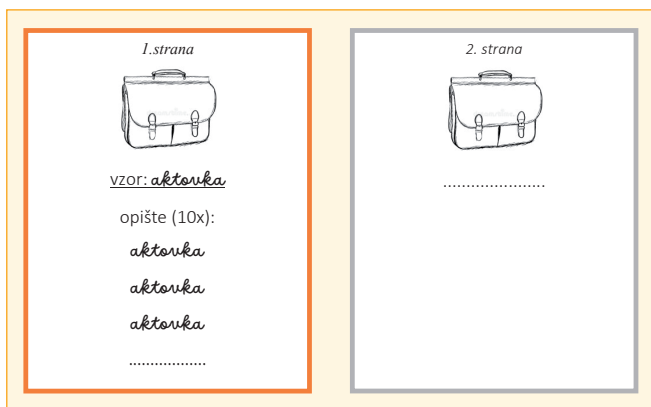 1.strana
vzor: aktovka
opište (10x):
aktovka
aktovka
aktovka
..................
2. strana
......................